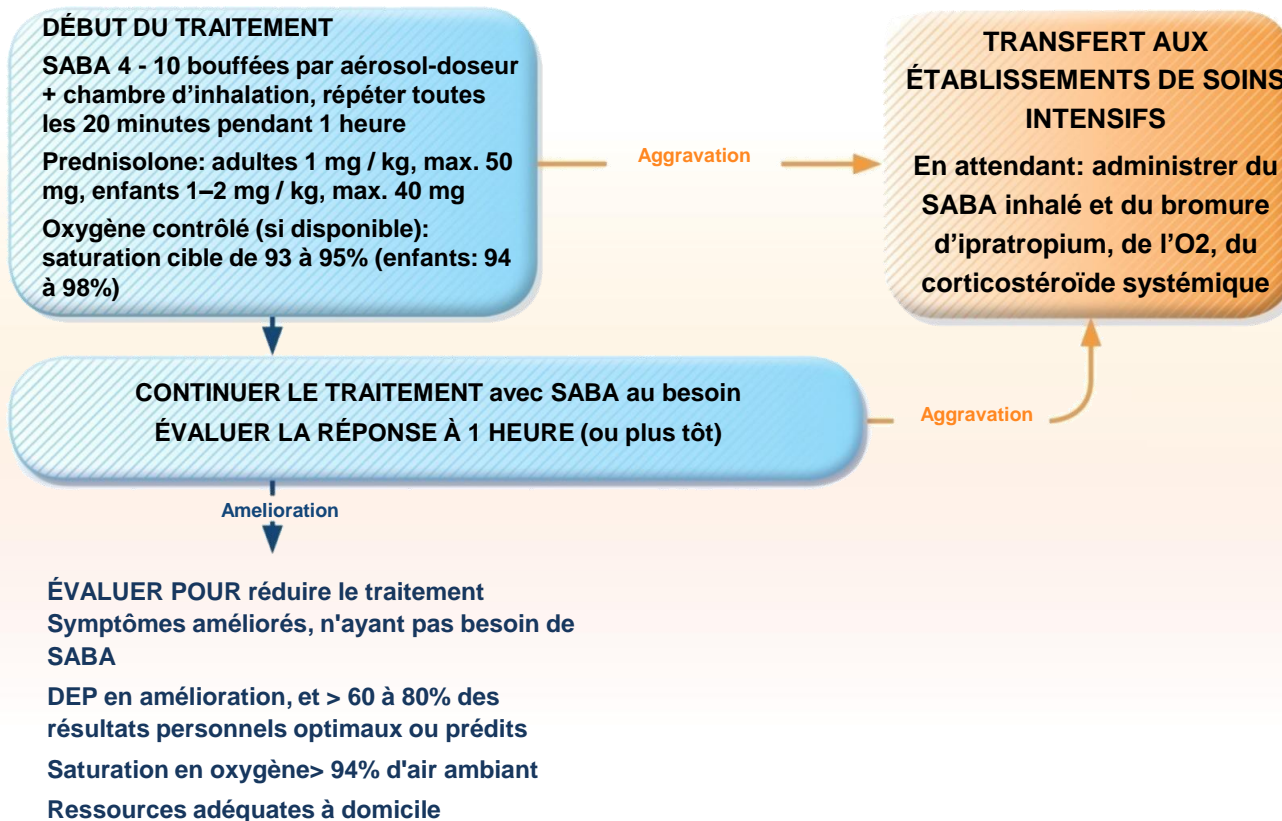 DÉBUT DU TRAITEMENT
SABA 4 - 10 bouffées par aérosol-doseur
+ chambre d’inhalation, répéter toutes
les 20 minutes pendant 1 heure
Prednisolone: adultes 1 mg / kg, max. 50
mg, enfants 1–2 mg / kg, max. 40 mg
Oxygène contrôlé (si disponible):
saturation cible de 93 à 95% (enfants: 94
à 98%)
Aggravation
TRANSFERT AUX
ÉTABLISSEMENTS DE SOINS
INTENSIFS
En attendant: administrer du
SABA inhalé et du bromure
d’ipratropium, de l’O2, du
corticostéroïde systémique
CONTINUER LE TRAITEMENT avec SABA au besoin
ÉVALUER LA RÉPONSE À 1 HEURE (ou plus tôt)
Aggravation
Amelioration
ÉVALUER POUR réduire le traitement
Symptômes améliorés, n'ayant pas besoin de
SABA
DEP en amélioration, et > 60 à 80% des
résultats personnels optimaux ou prédits
Saturation en oxygène> 94% d'air ambiant
Ressources adéquates à domicile